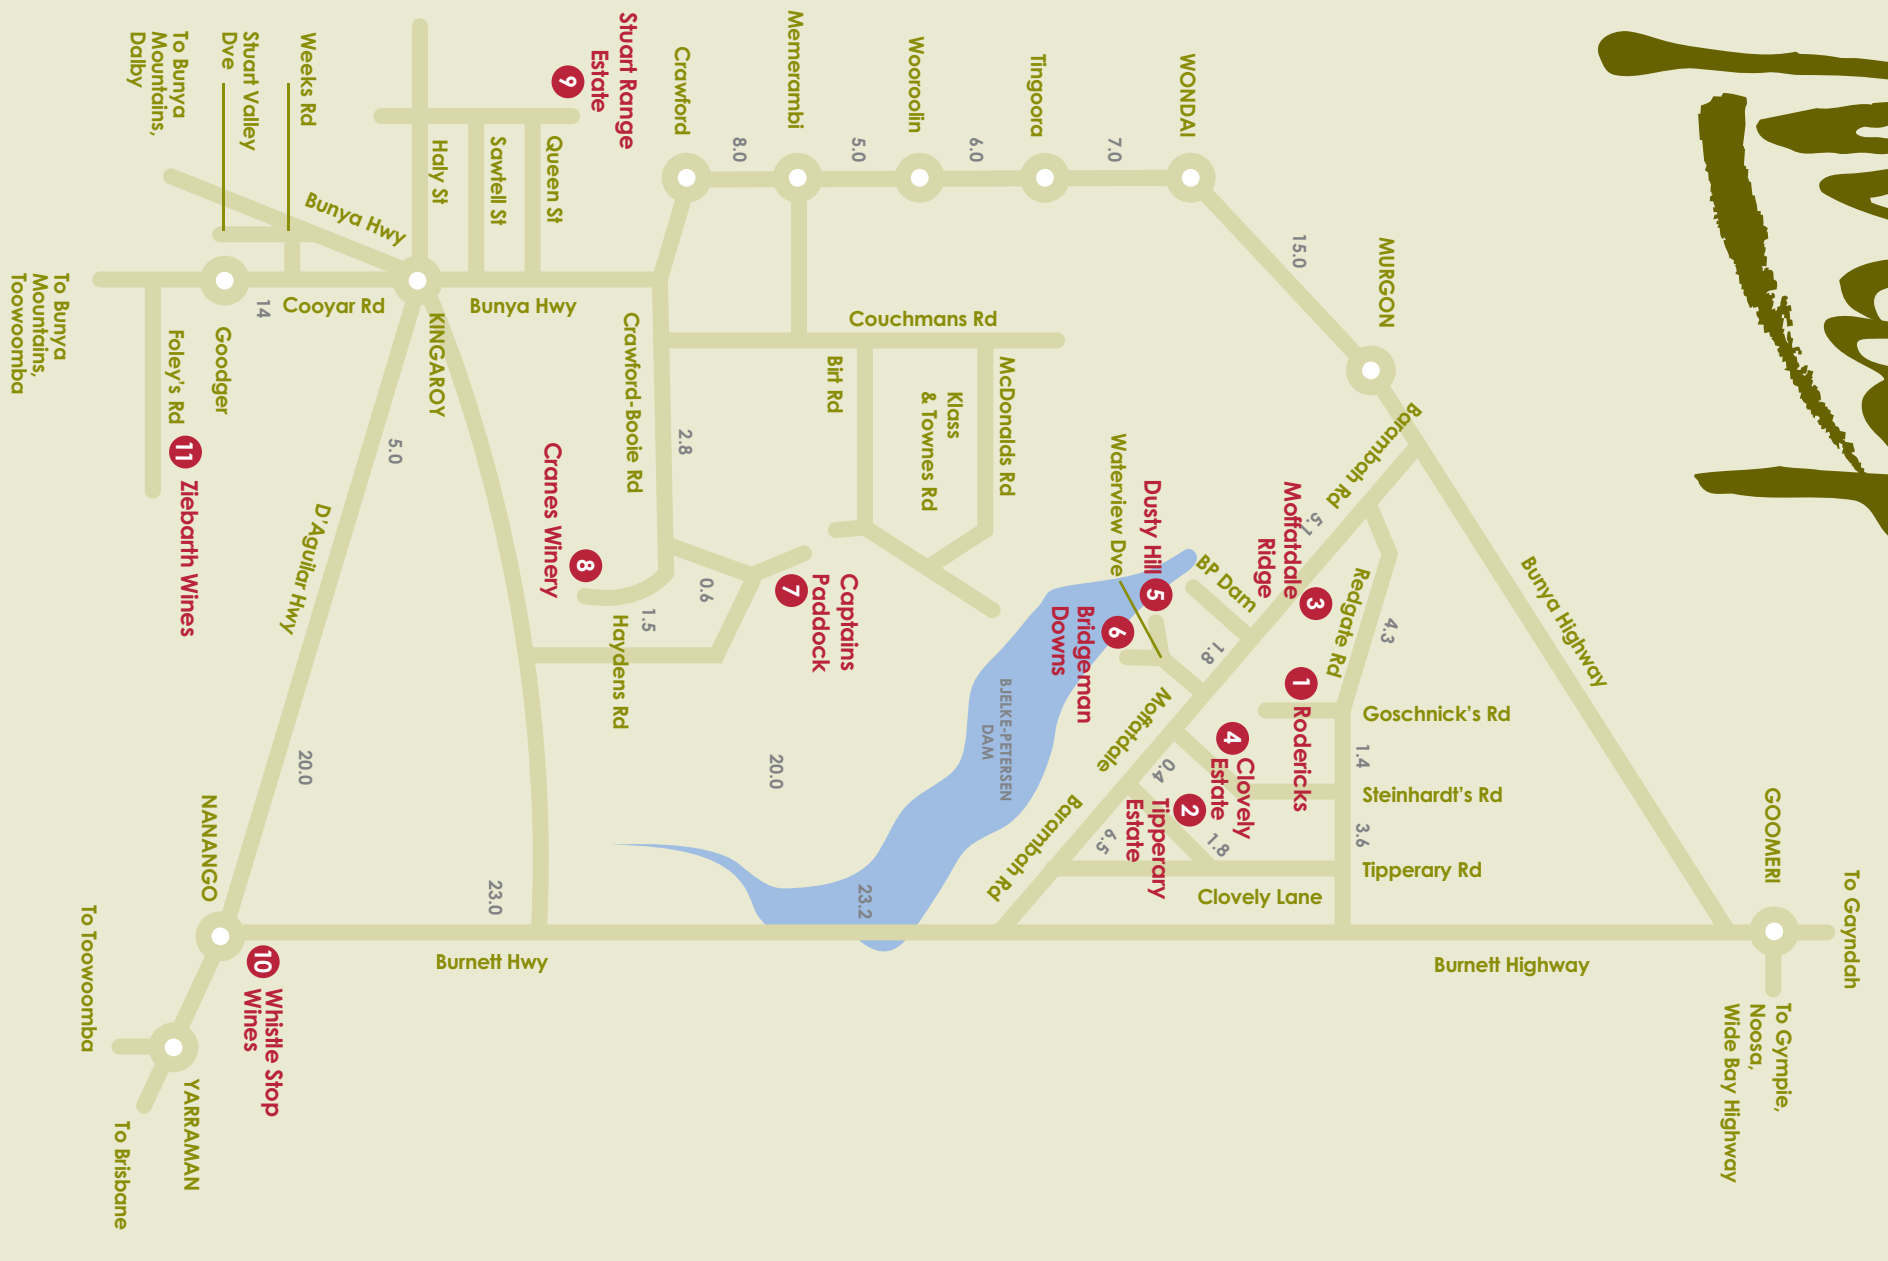 WONDAI
7.0
Tingoora
6.0
Wooroolin
5.0
Memerambi
8.0
Crawford
Stuart Range
Estate
9
Queen St
Sawtell St
Haly St
Weeks Rd
Stuart Valley
Dve
To Bunya
Mountains,
Dalby
Bunya Hwy
MURGON
15.0
Couchmans Rd
Bunya Hwy
Cooyar Rd
14
KINGAROY
Goodger
Foley's Rd
To Bunya
Mountains,
Toowoomba
11
Ziebarth Wines
5.0
D'Aguilar Hwy
20.0
Crawford-Booie Rd
2.8
Birt Rd
Klass
& Townes Rd
McDonalds Rd
Cranes Winery
8
0.6
1.5
Haydens Rd
7
Captains
Paddock
20.0
23.0
Barambah Rd
5.1
Bunya Highway
Moffatdale
Ridge
3
Redgate Rd
4.3
BP Dam
Dusty Hill
5
Waterview Dve
6
Bridgeman
Downs
1.8
1
Rodericks
Goschnick's Rd
1.4
Steinhardt's Rd
3.6
Tipperary Rd
Clovely Lane
4
Clovely
Estate
Moffatdale
0.4
2
Tipperary
Estate
1.8
6.5
Barambah Rd
BJELKE-PETERSEN
DAM
23.2
GOOMERI
To Gayndah
To Gympie,
Noosa,
Wide Bay Highway
Burnett Highway
Burnett Hwy
NANANGO
10
Whistle Stop
Wines
To Toowoomba
YARRAMAN
To Brisbane